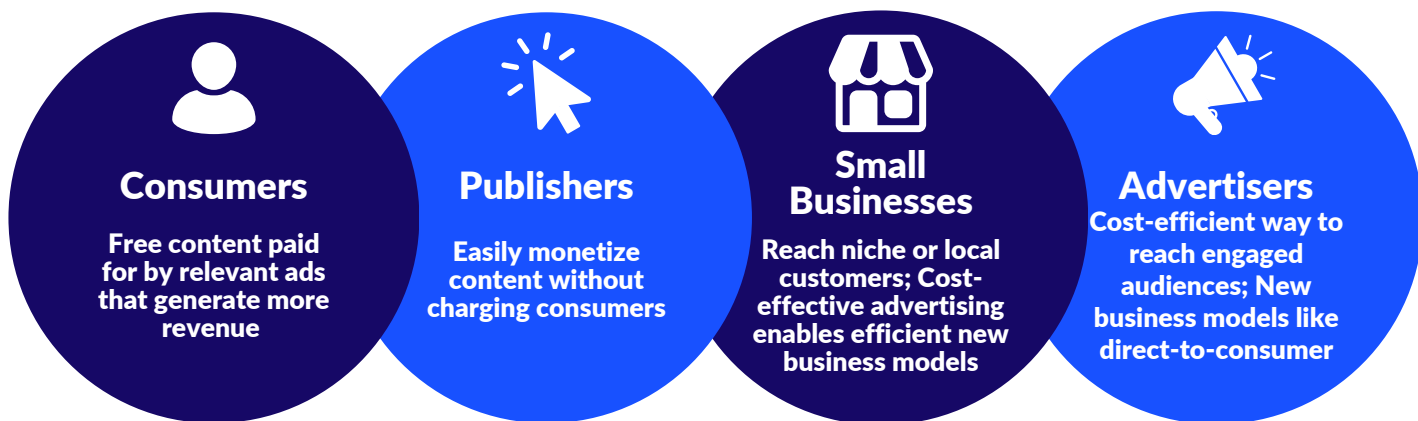 Consumers
Free content paid
for by relevant ads
that generate more
revenue
Publishers
Easily monetize
content without
charging consumers
Small
Businesses
Reach niche or local
customers; Cost-
effective advertising
enables efficient new
business models
Advertisers
Cost-efficient way to
reach engaged
audiences; New
business models like
direct-to-consumer